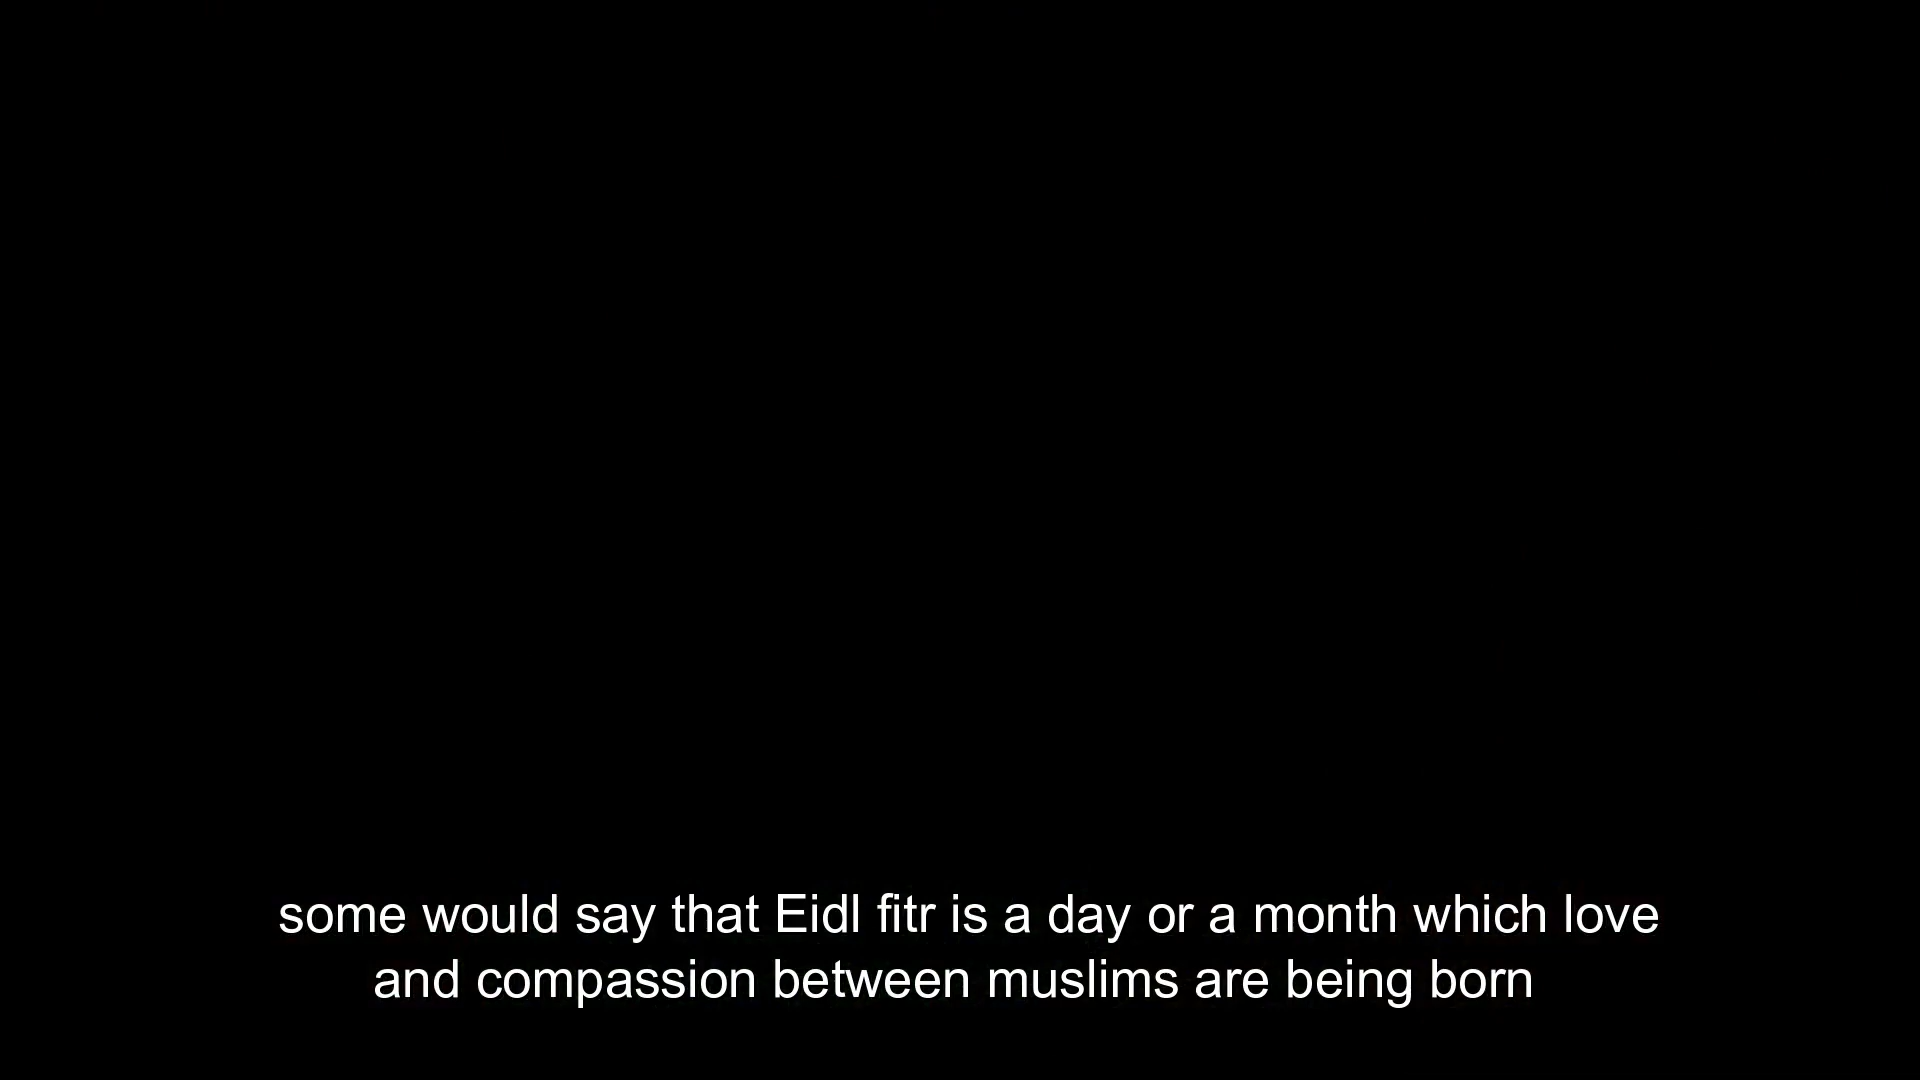 some would say that Eidl fitr is a day or a month which love
and compassion between muslims are being born